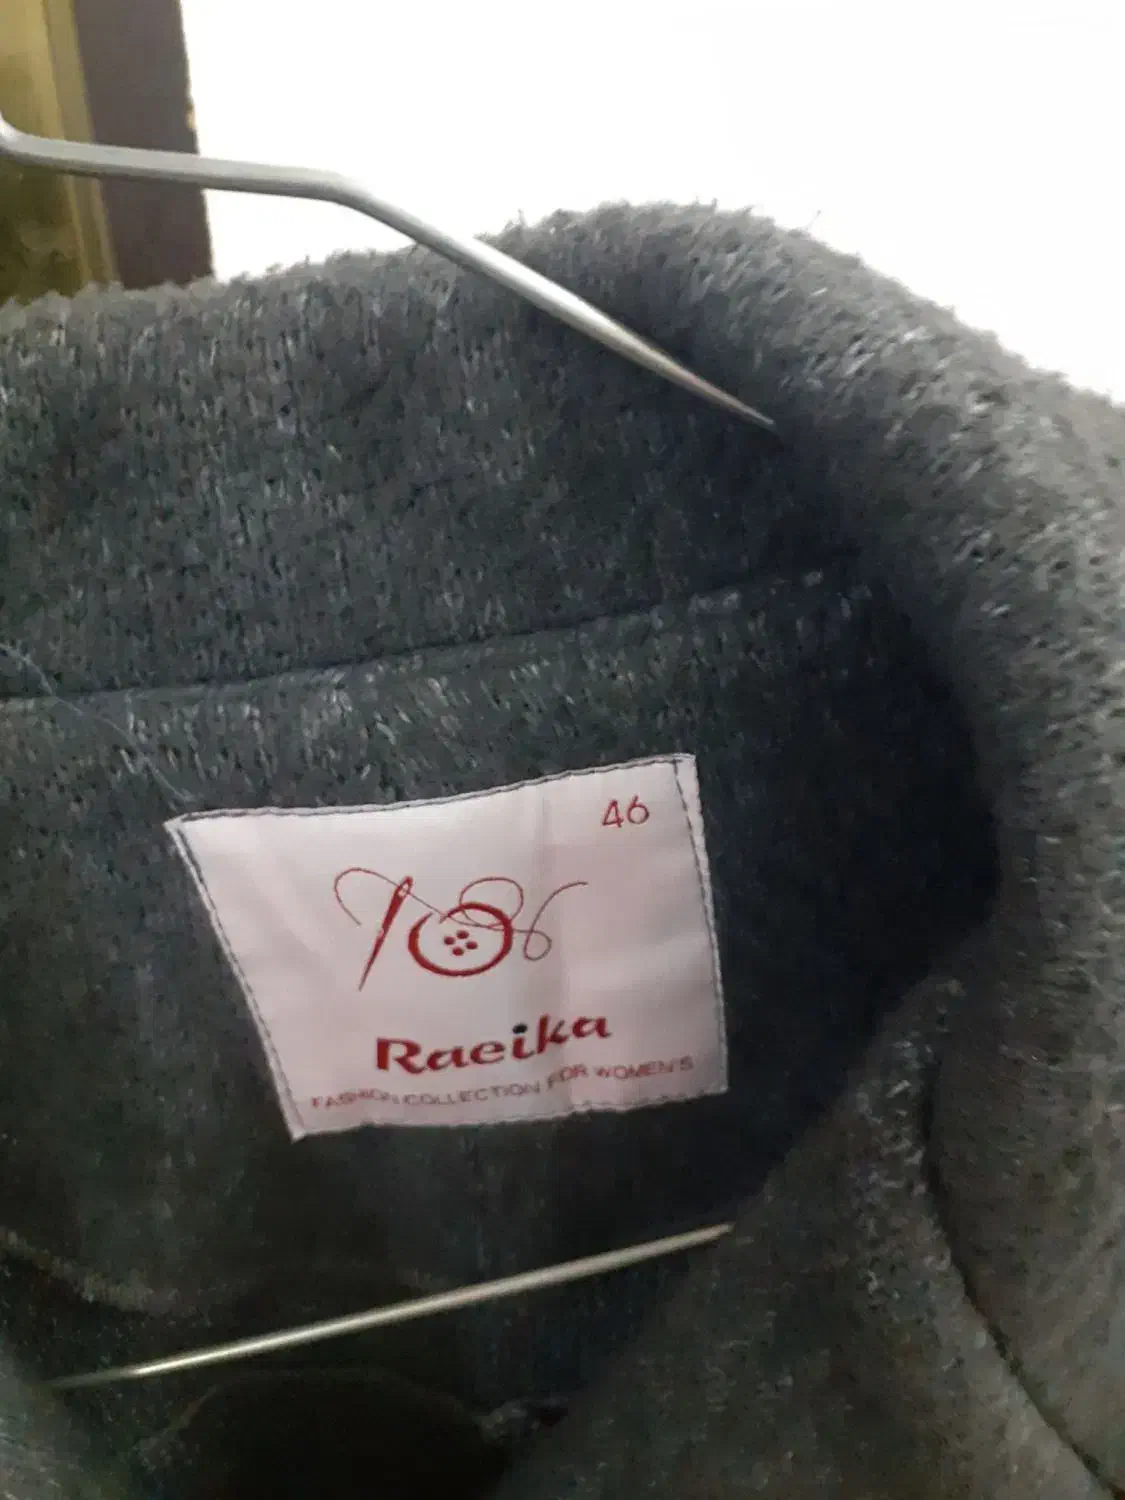 46
Raeika
FASHION COLLECTION FOR WOMEN'S